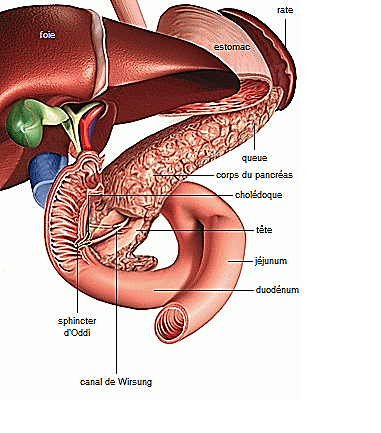 rate
foie
estomac
queue
corps du pancréas
cholédoque
tête
jéjunum
duodénum
sphincter
d'Oddi
canal de Wirsung